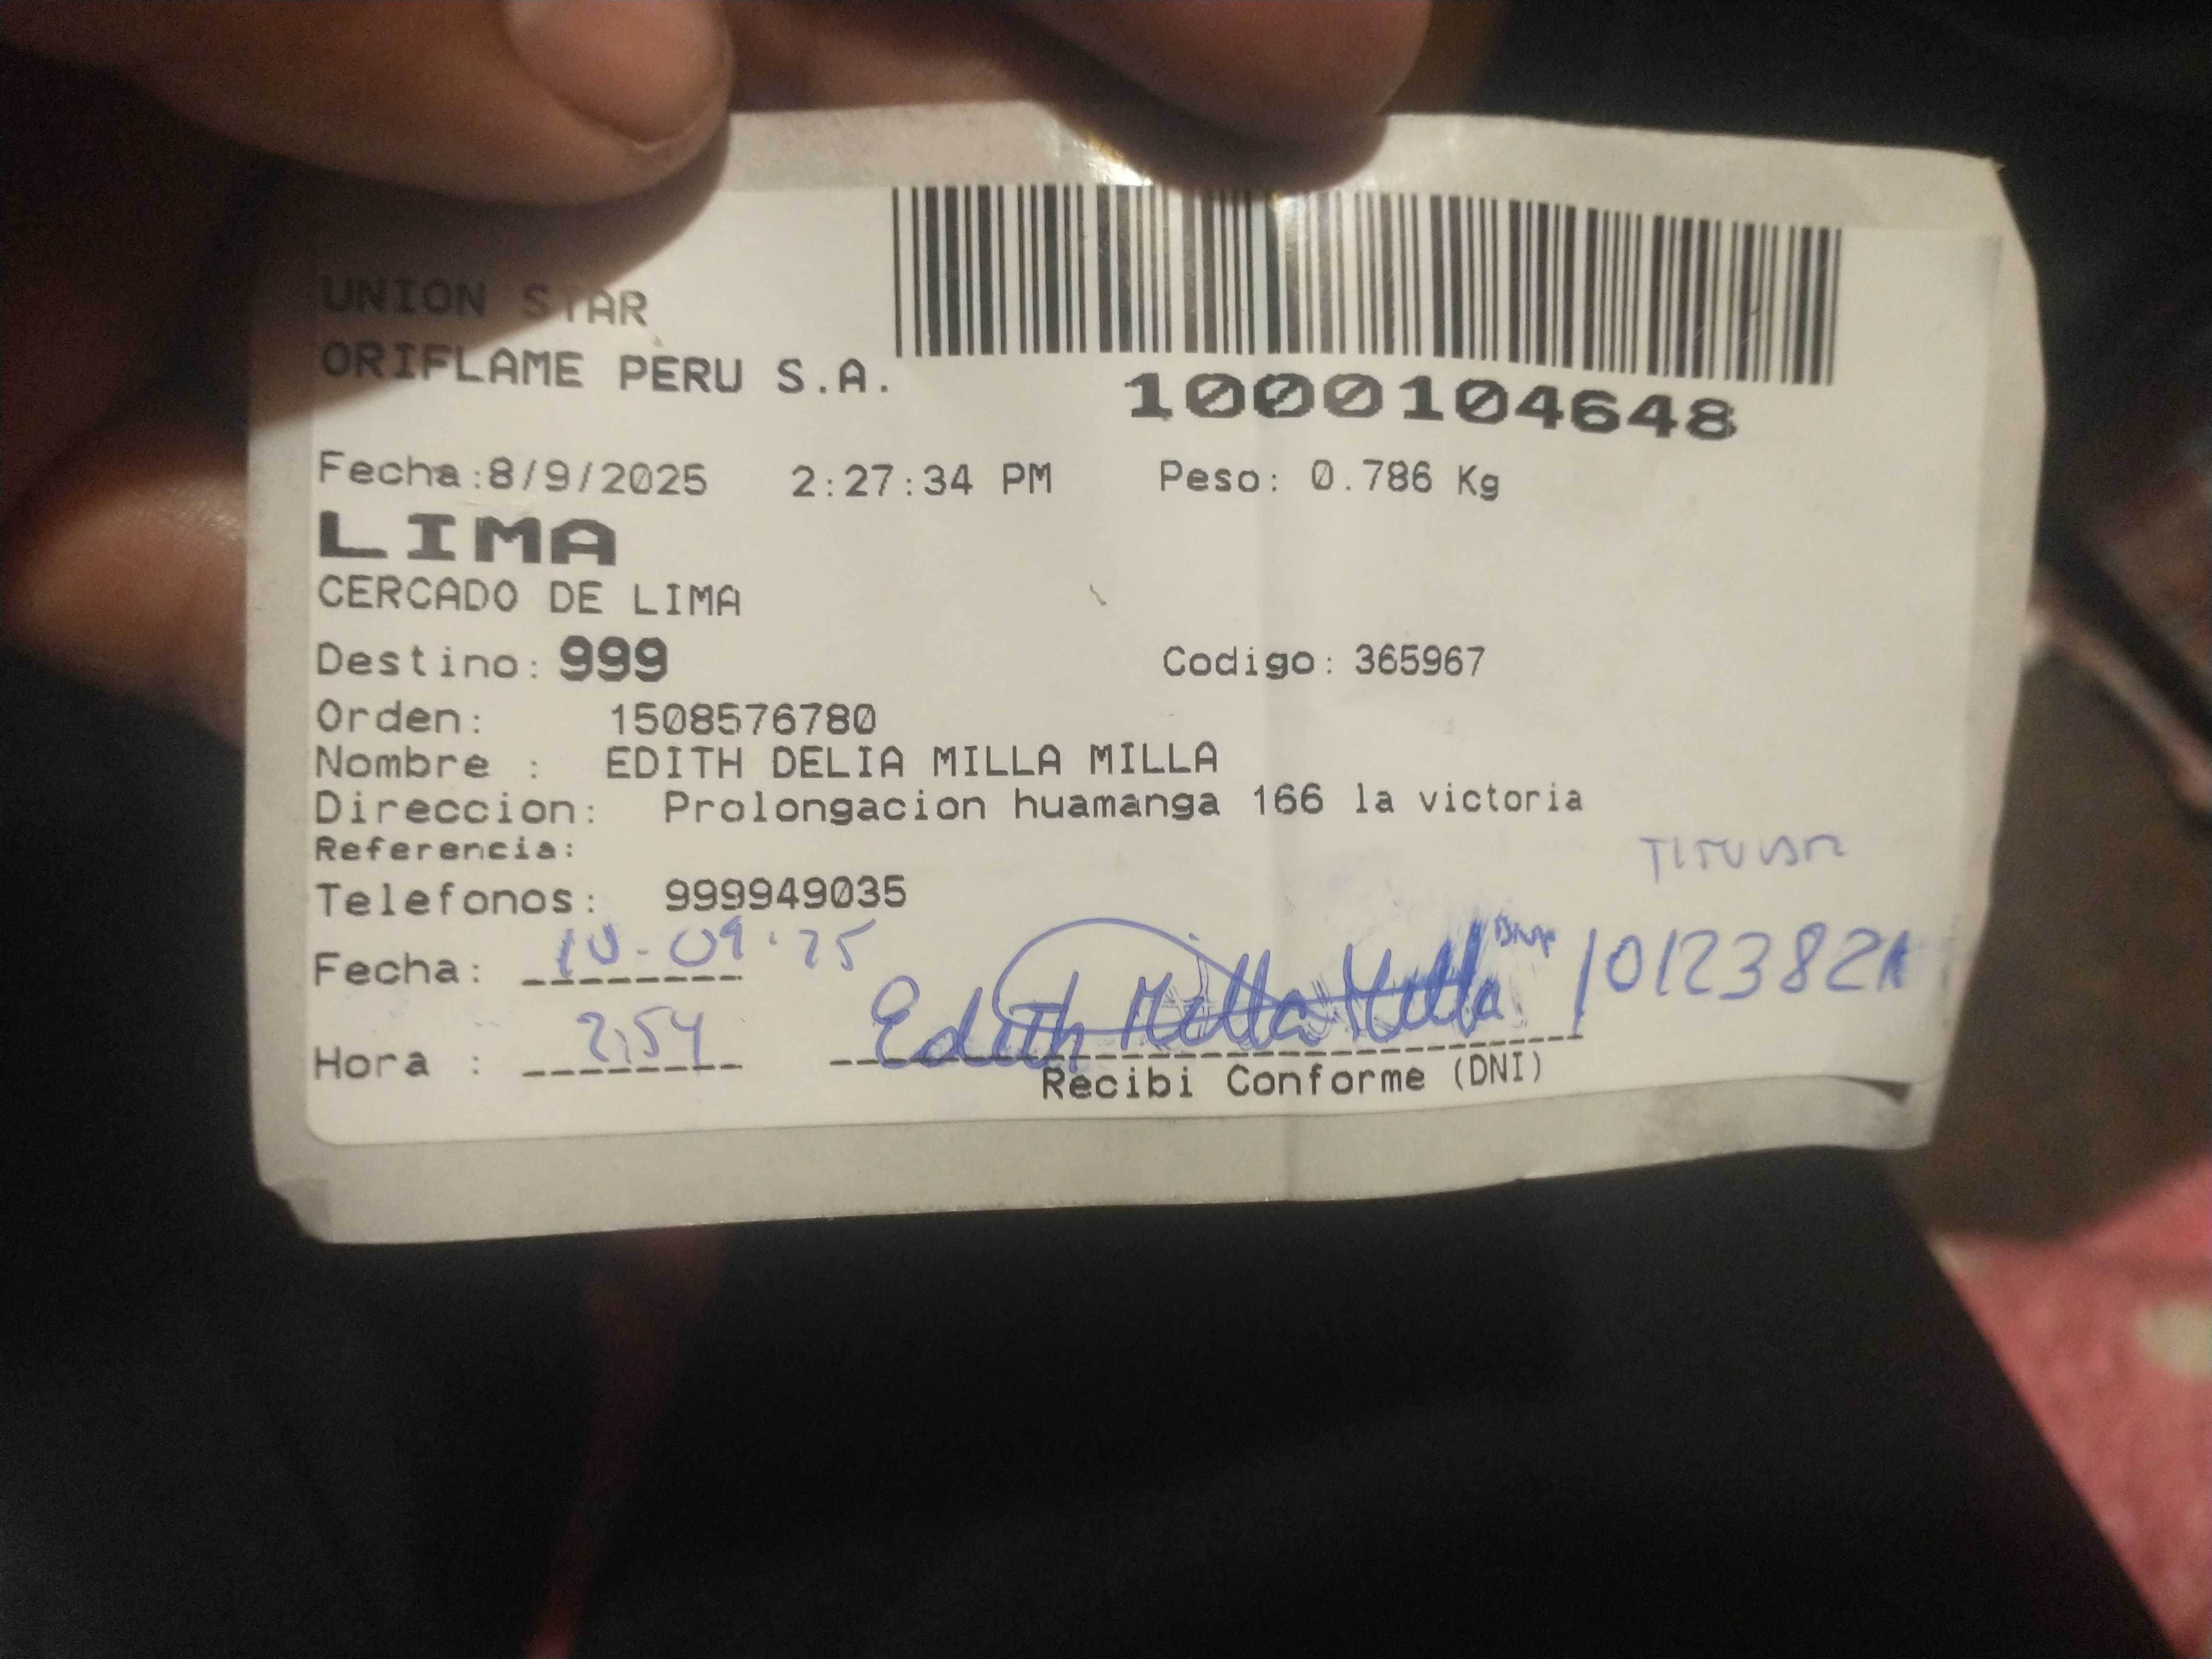 UNION STAR
ORIFLAME PERU S.A.
1000104648
Fecha:8/9/2025 2:27:34 PM Peso: 0.786 Kg
LIMA
CERCADO DE LIMA
Destino: 999 Codigo: 365967
Orden: 1508576780
Nombre : EDITH DELIA MILLA MILLA
Direccion: Prolongacion huamanga 166 la victoria
Referencia:
TITULAR
Telefonos: 999949035
Fecha: 10-09-25
Hora : 2,54 Edith Milla Milla 10123821
Recibi Conforme (DNI)